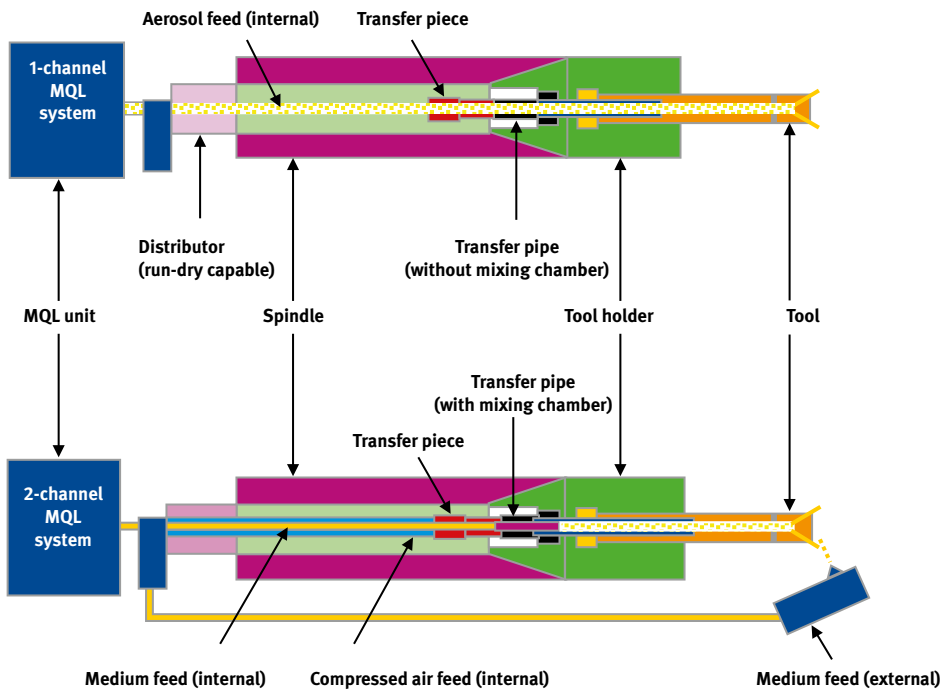 Aerosol feed (internal)
Transfer piece
1-channel
MQL
system
Distributor
(run-dry capable)
Transfer pipe
(without mixing chamber)
MQL unit
Spindle
Tool holder
Tool
Transfer pipe
(with mixing chamber)
Transfer piece
2-channel
MQL
system
Medium feed (internal)
Compressed air feed (internal)
Medium feed (external)